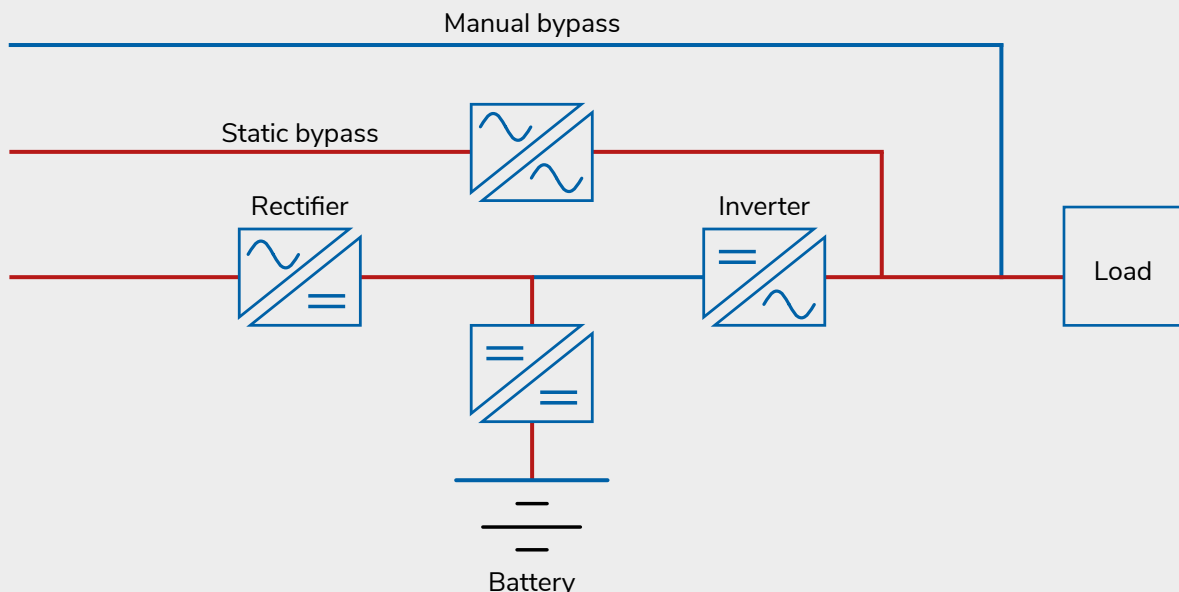 Manual bypass
Static bypass
Rectifier
Inverter
Load
Battery